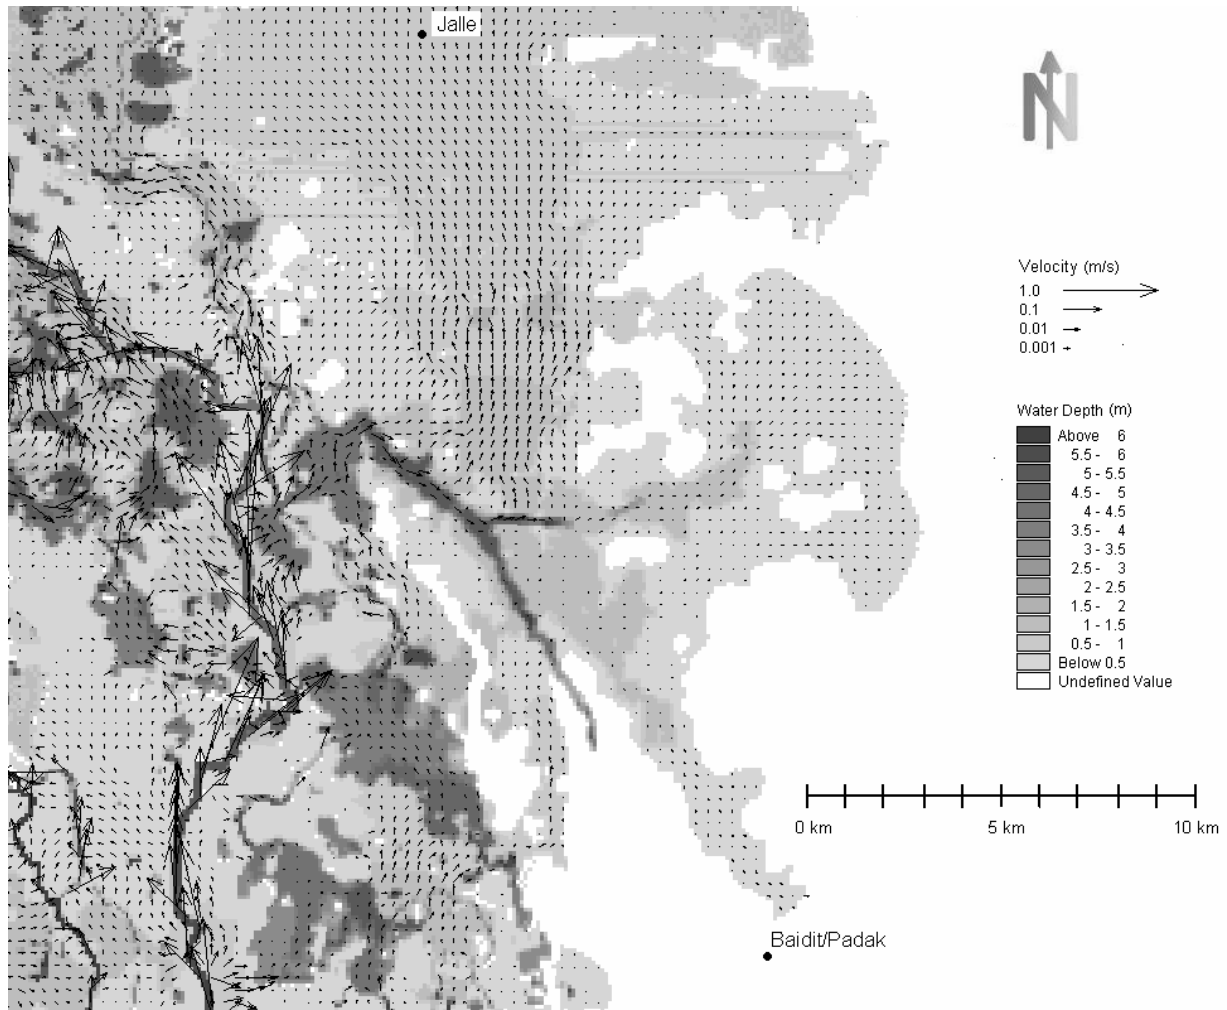 Jalle
N
Velocity (m/s)
1.0
0.1
0.01
0.001
Water Depth (m)
Above 6
5.5 - 6
5 - 5.5
4.5 - 5
4 - 4.5
3.5 - 4
3 - 3.5
2.5 - 3
2 - 2.5
1.5 - 2
1 - 1.5
0.5 - 1
Below 0.5
Undefined Value
0 km 5 km 10 km
Baidit/Padak